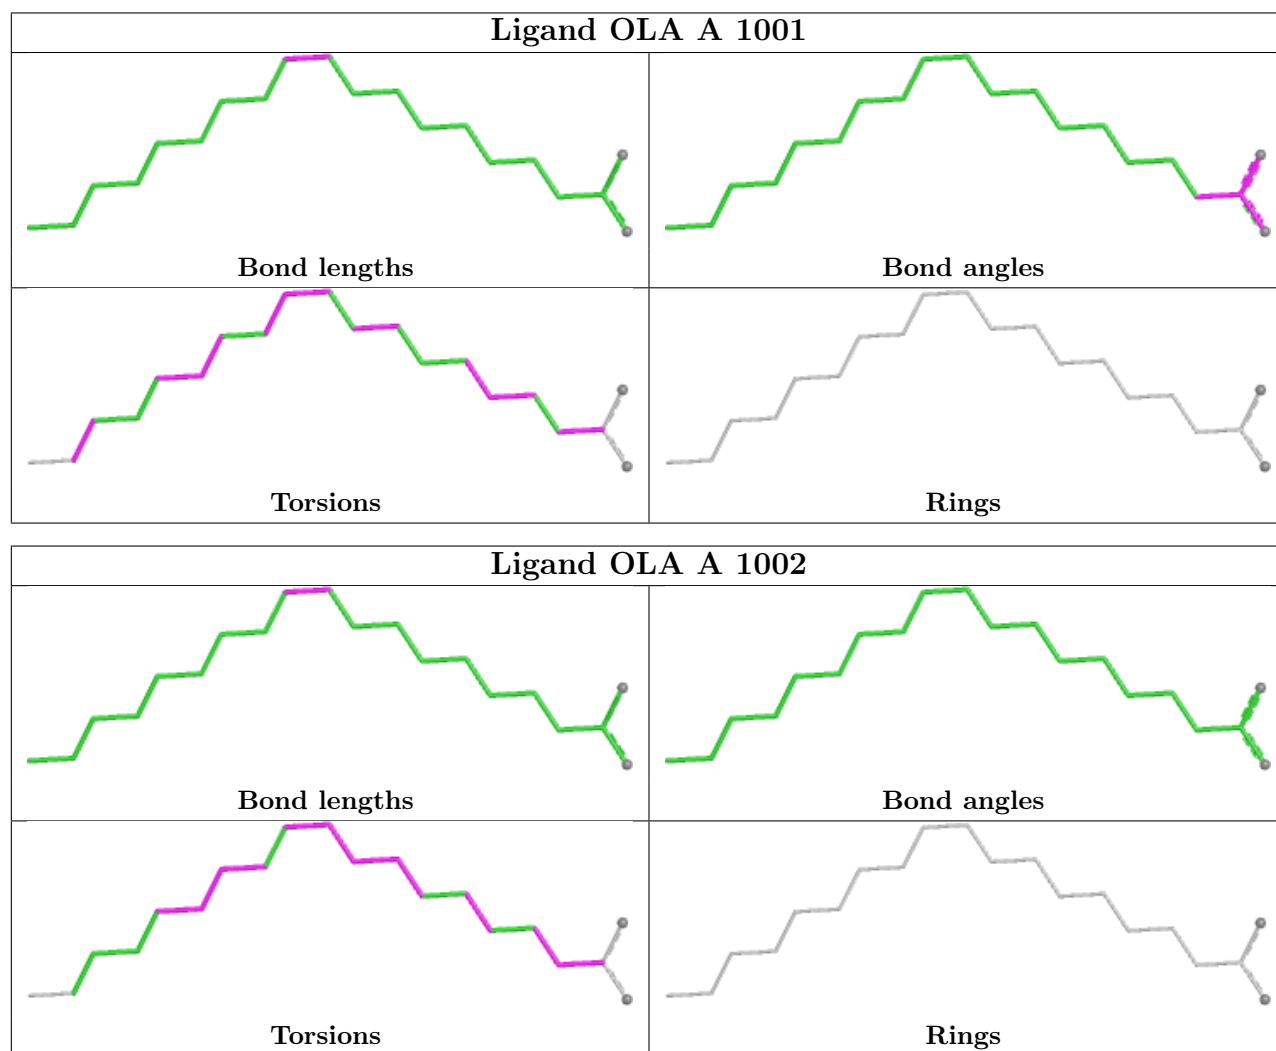 Ligand OLA A 1001
Bond lengths
Bond angles
Torsions
Rings
Ligand OLA A 1002
Bond lengths
Bond angles
Torsions
Rings